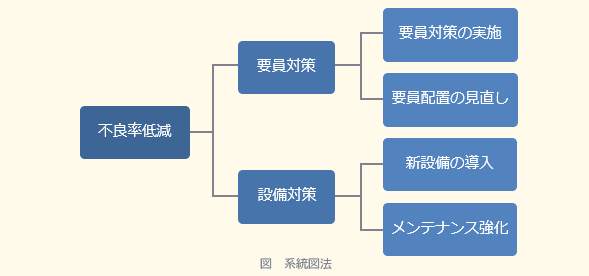 不良率低減
要員対策
要員対策の実施
要員配置の見直し
設備対策
新設備の導入
メンテナンス強化
図　系統図法